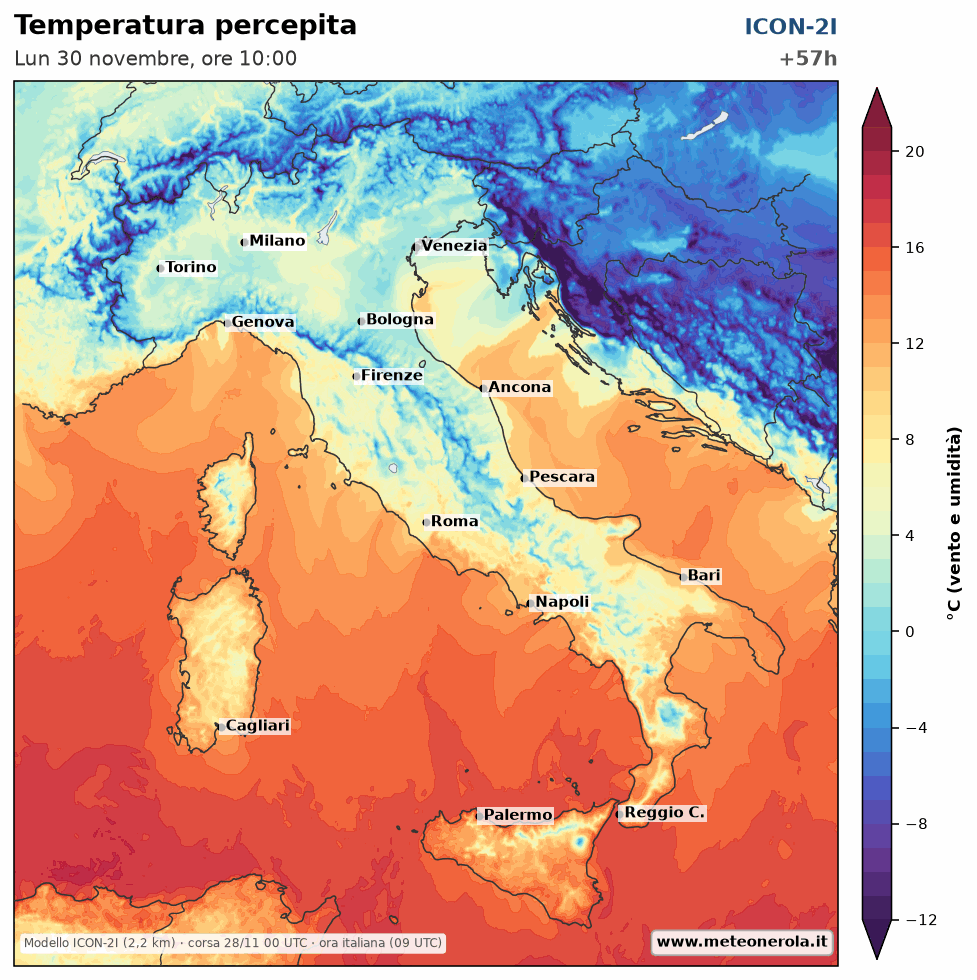 Temperatura percepita
ICON-2I
Lun 30 novembre, ore 10:00
+57h
Milano
Venezia
Torino
Genova
Bologna
Firenze
Ancona
Pescara
Roma
Bari
Napoli
Cagliari
Palermo
Reggio C.
20
16
12
8
4
0
−4
−8
−12
°C (vento e umidità)
Modello ICON-2I (2,2 km) · corsa 28/11 00 UTC · ora italiana (09 UTC)
www.meteonerola.it